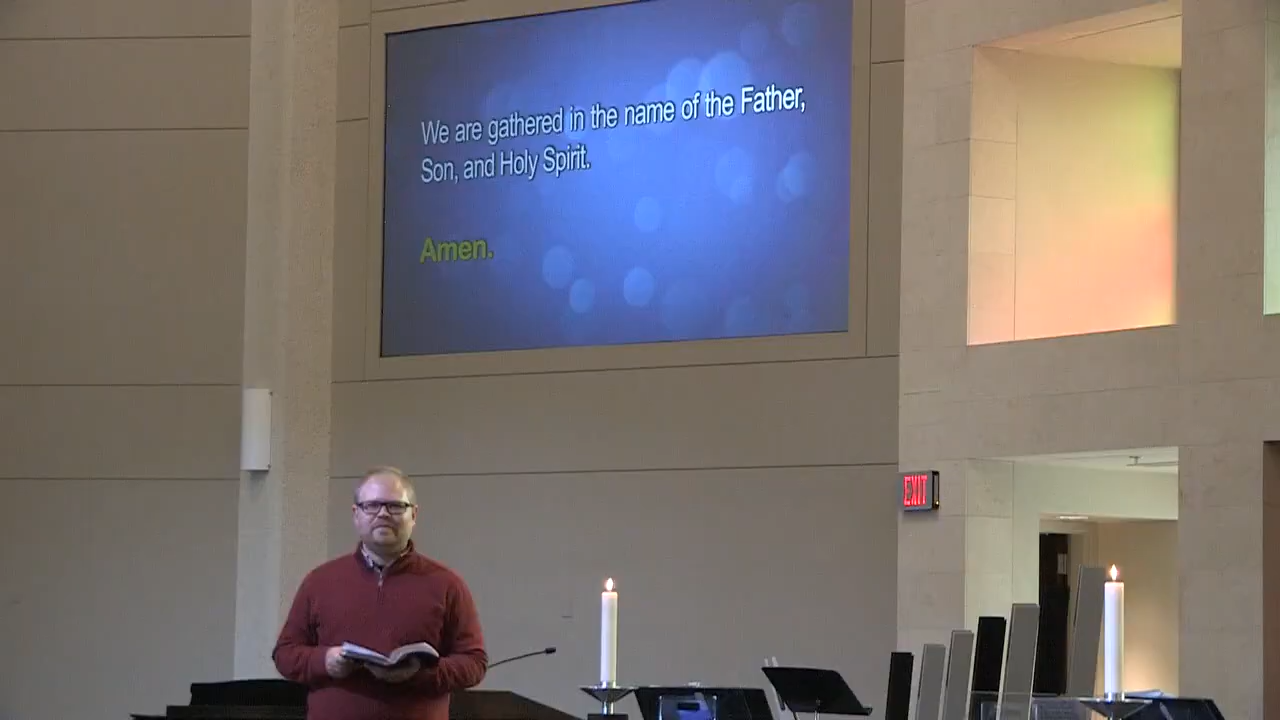 We are gathered in the name of the Father,
Son, and Holy Spirit.
Amen.
EXIT